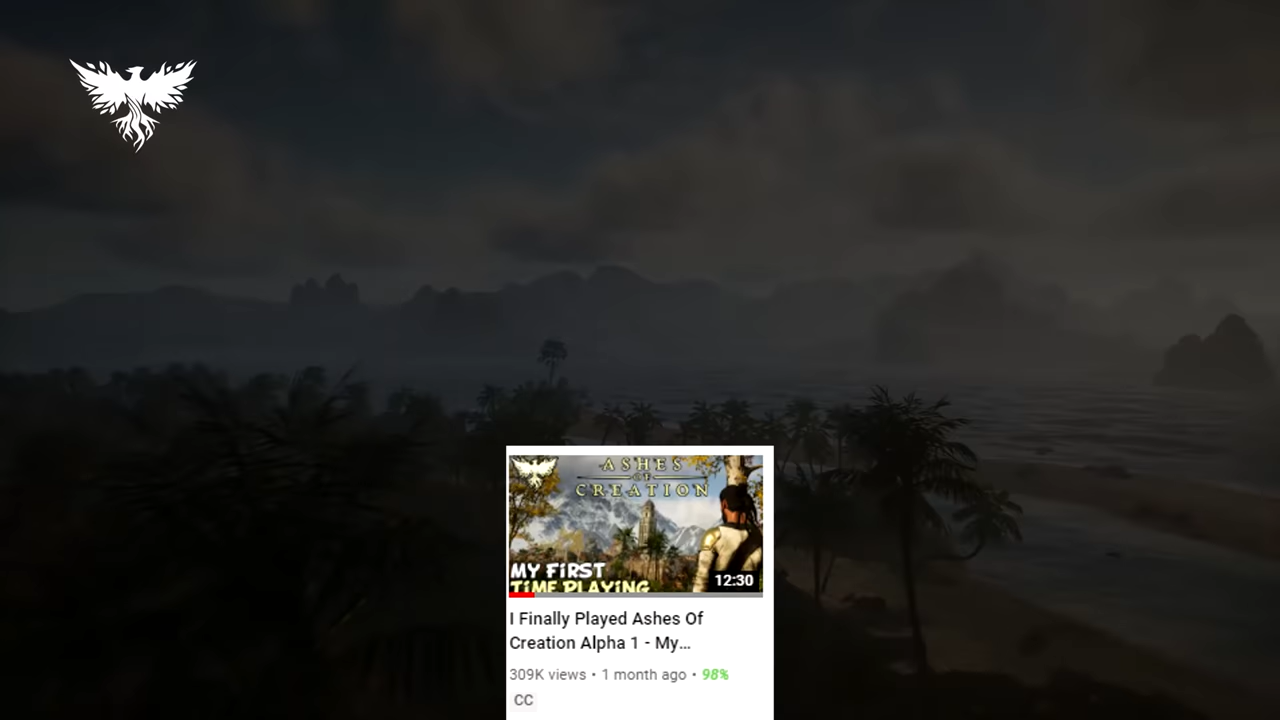 ASHES
OF
CREATION
MY FIRST
TIME PLAYING
12:30
I Finally Played Ashes Of
Creation Alpha 1 - My...
309K views • 1 month ago • 98%
CC